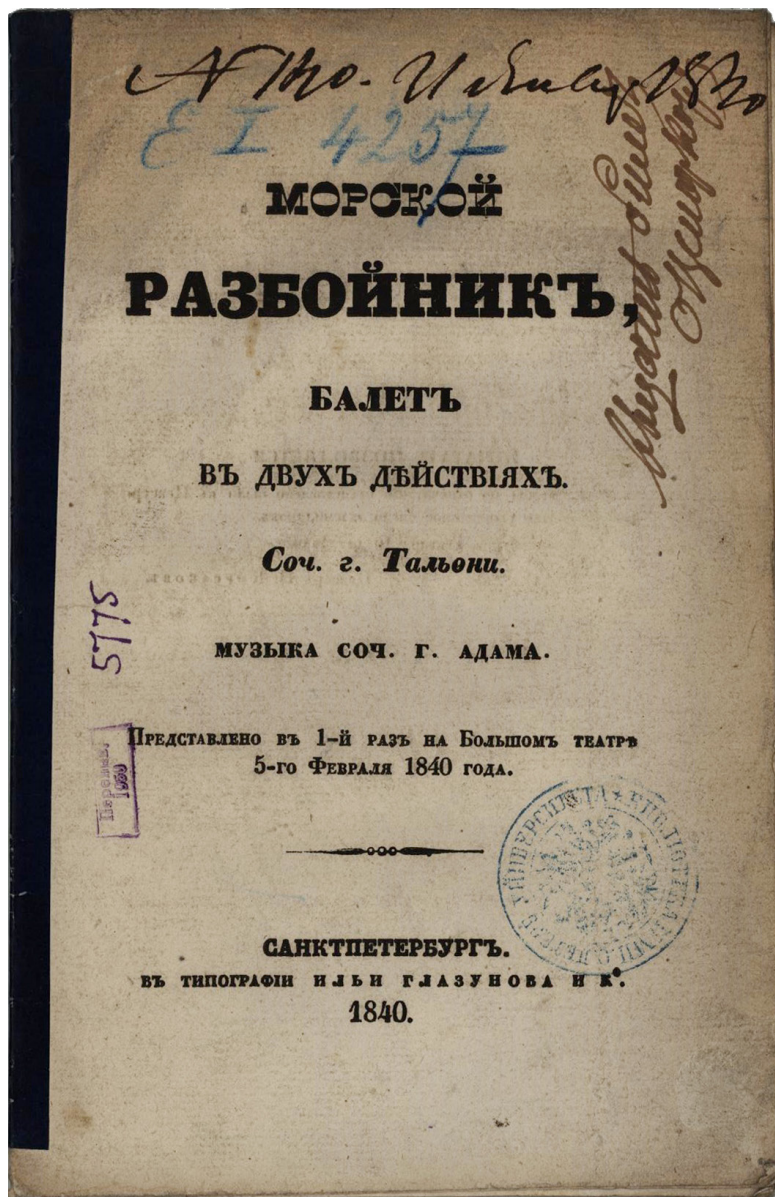 E I 4257
МОРСКОЙ
РАЗБОЙНИКЪ,
БАЛЕТЪ
ВЪ ДВУХЪ ДѢЙСТВІЯХЪ.
Соч. г. Тальони.
МУЗЫКА СОЧ. Г. АДАМА.
5775
ПРЕДСТАВЛЕНО ВЪ 1-Й РАЗЪ НА БОЛЬШОМЪ ТЕАТРѢ
5-ГО ФЕВРАЛЯ 1840 ГОДА.
САНКТПЕТЕРБУРГЪ.
ВЪ ТИПОГРАФІИ ИЛЬИ ГЛАЗУНОВА И К°.
1840.